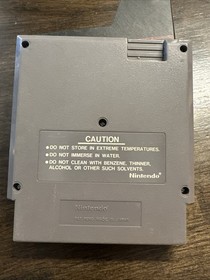 CAUTION
•DO NOT STORE IN EXTREME TEMPERATURES.
•DO NOT IMMERSE IN WATER.
•DO NOT CLEAN WITH BENZENE, THINNER,
ALCOHOL OR OTHER SUCH SOLVENTS.
Nintendo
Nintendo